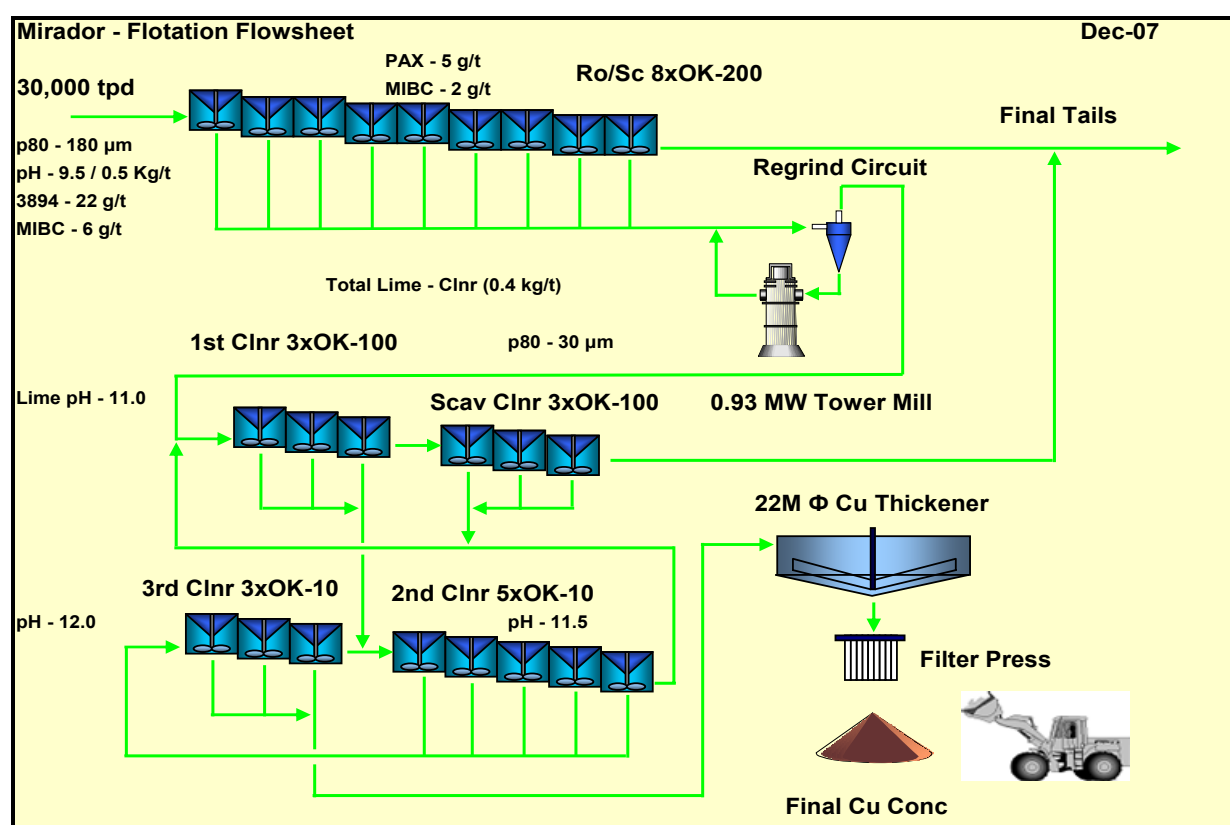 Mirador - Flotation Flowsheet
Dec-07
PAX - 5 g/t
MIBC - 2 g/t
Ro/Sc 8xOK-200
30,000 tpd
Final Tails
p80 - 180 µm
pH - 9.5 / 0.5 Kg/t
3894 - 22 g/t
MIBC - 6 g/t
Regrind Circuit
Total Lime - Clnr (0.4 kg/t)
1st Clnr 3xOK-100
p80 - 30 µm
Lime pH - 11.0
Scav Clnr 3xOK-100
0.93 MW Tower Mill
22M Φ Cu Thickener
3rd Clnr 3xOK-10
2nd Clnr 5xOK-10
pH - 12.0
pH - 11.5
Filter Press
Final Cu Conc